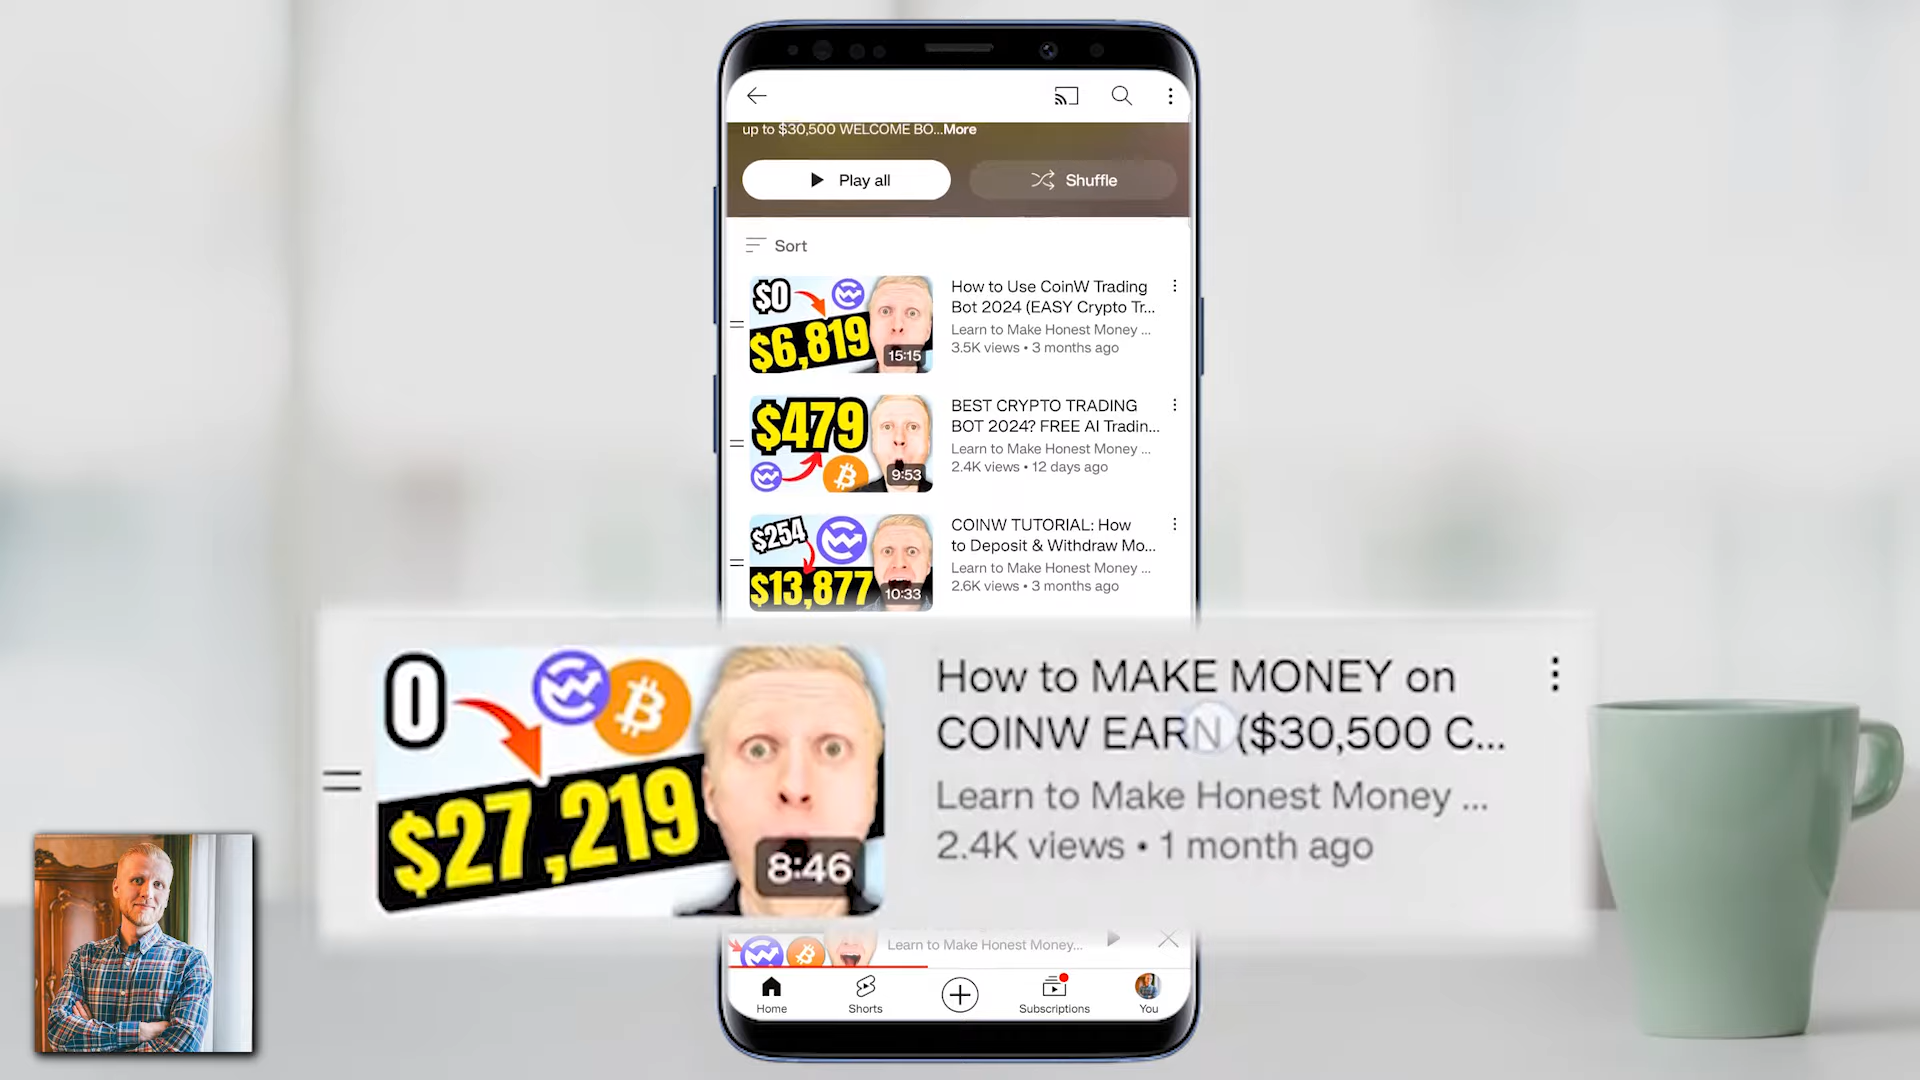 up to $30,500 WELCOME BO...More
Play all
Shuffle
Sort
$0
$6,819
15:15
How to Use CoinW Trading
Bot 2024 (EASY Crypto Tr...
Learn to Make Honest Money ...
3.5K views • 3 months ago
$479
9:53
BEST CRYPTO TRADING
BOT 2024? FREE AI Tradin...
Learn to Make Honest Money ...
2.4K views • 12 days ago
$254
$13,877
10:33
COINW TUTORIAL: How
to Deposit & Withdraw Mo...
Learn to Make Honest Money ...
2.6K views • 3 months ago
0
$27,219
8:46
How to MAKE MONEY on
COINW EARN ($30,500 C...
Learn to Make Honest Money ...
2.4K views • 1 month ago
Learn to Make Honest Money...
Home
Shorts
Subscriptions
You